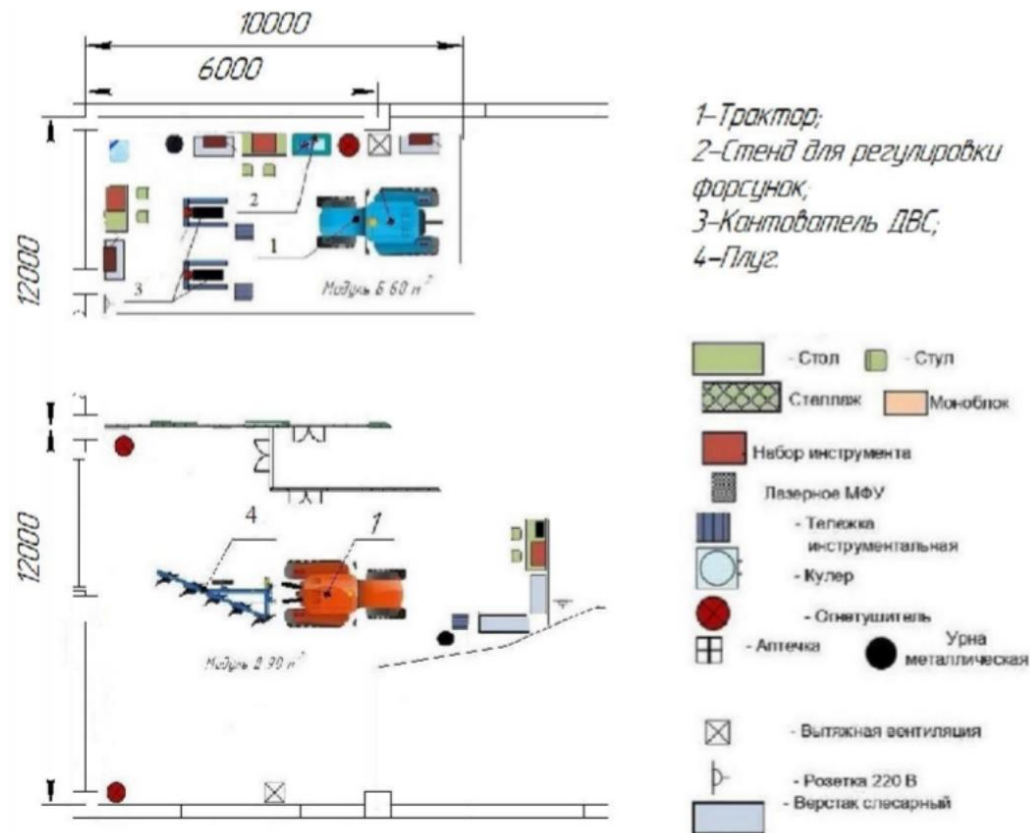 10000
6000
12000
2
1
3
Модуль Б 60 м²
12000
4
1
Модуль Д 90 м²
1-Трактор;
2-Стенд для регулировки
форсунок;
3-Кантователь ДВС;
4-Плуг.
- Стол
- Стул
Стеллаж
Моноблок
Набор инструмента
Лазерное МФУ
- Тележка
инструментальная
- Кулер
- Огнетушитель
- Аптечка
Урна
металлическая
- Вытяжная вентиляция
- Розетка 220 В
- Верстак слесарный